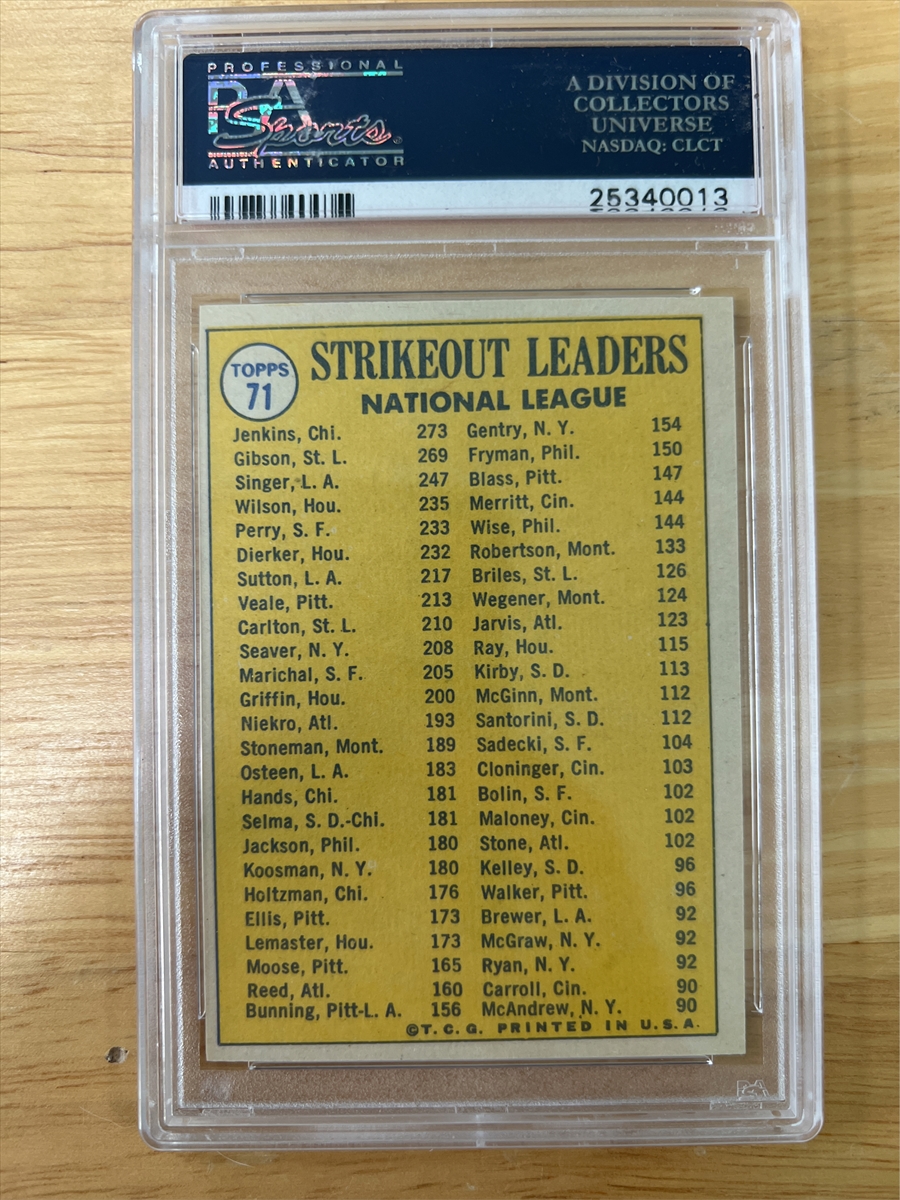 PROFESSIONAL
PSA
Sports.
AUTHENTICATOR
A DIVISION OF
COLLECTORS
UNIVERSE
NASDAQ: CLCT
25340013
TOPPS
71
STRIKEOUT LEADERS
NATIONAL LEAGUE
Jenkins, Chi. 273
Gibson, St. L. 269
Singer, L. A. 247
Wilson, Hou. 235
Perry, S. F. 233
Dierker, Hou. 232
Sutton, L. A. 217
Veale, Pitt. 213
Carlton, St. L. 210
Seaver, N. Y. 208
Marichal, S. F. 205
Griffin, Hou. 200
Niekro, Atl. 193
Stoneman, Mont. 189
Osteen, L. A. 183
Hands, Chi. 181
Selma, S. D.-Chi. 181
Jackson, Phil. 180
Koosman, N. Y. 180
Holtzman, Chi. 176
Ellis, Pitt. 173
Lemaster, Hou. 173
Moose, Pitt. 165
Reed, Atl. 160
Bunning, Pitt-L. A. 156
Gentry, N. Y. 154
Fryman, Phil. 150
Blass, Pitt. 147
Merritt, Cin. 144
Wise, Phil. 144
Robertson, Mont. 133
Briles, St. L. 126
Wegener, Mont. 124
Jarvis, Atl. 123
Ray, Hou. 115
Kirby, S. D. 113
McGinn, Mont. 112
Santorini, S. D. 112
Sadecki, S. F. 104
Cloninger, Cin. 103
Bolin, S. F. 102
Maloney, Cin. 102
Stone, Atl. 102
Kelley, S. D. 96
Walker, Pitt. 96
Brewer, L. A. 92
McGraw, N. Y. 92
Ryan, N. Y. 92
Carroll, Cin. 90
McAndrew, N. Y. 90
©T. C. G. PRINTED IN U.S.A.